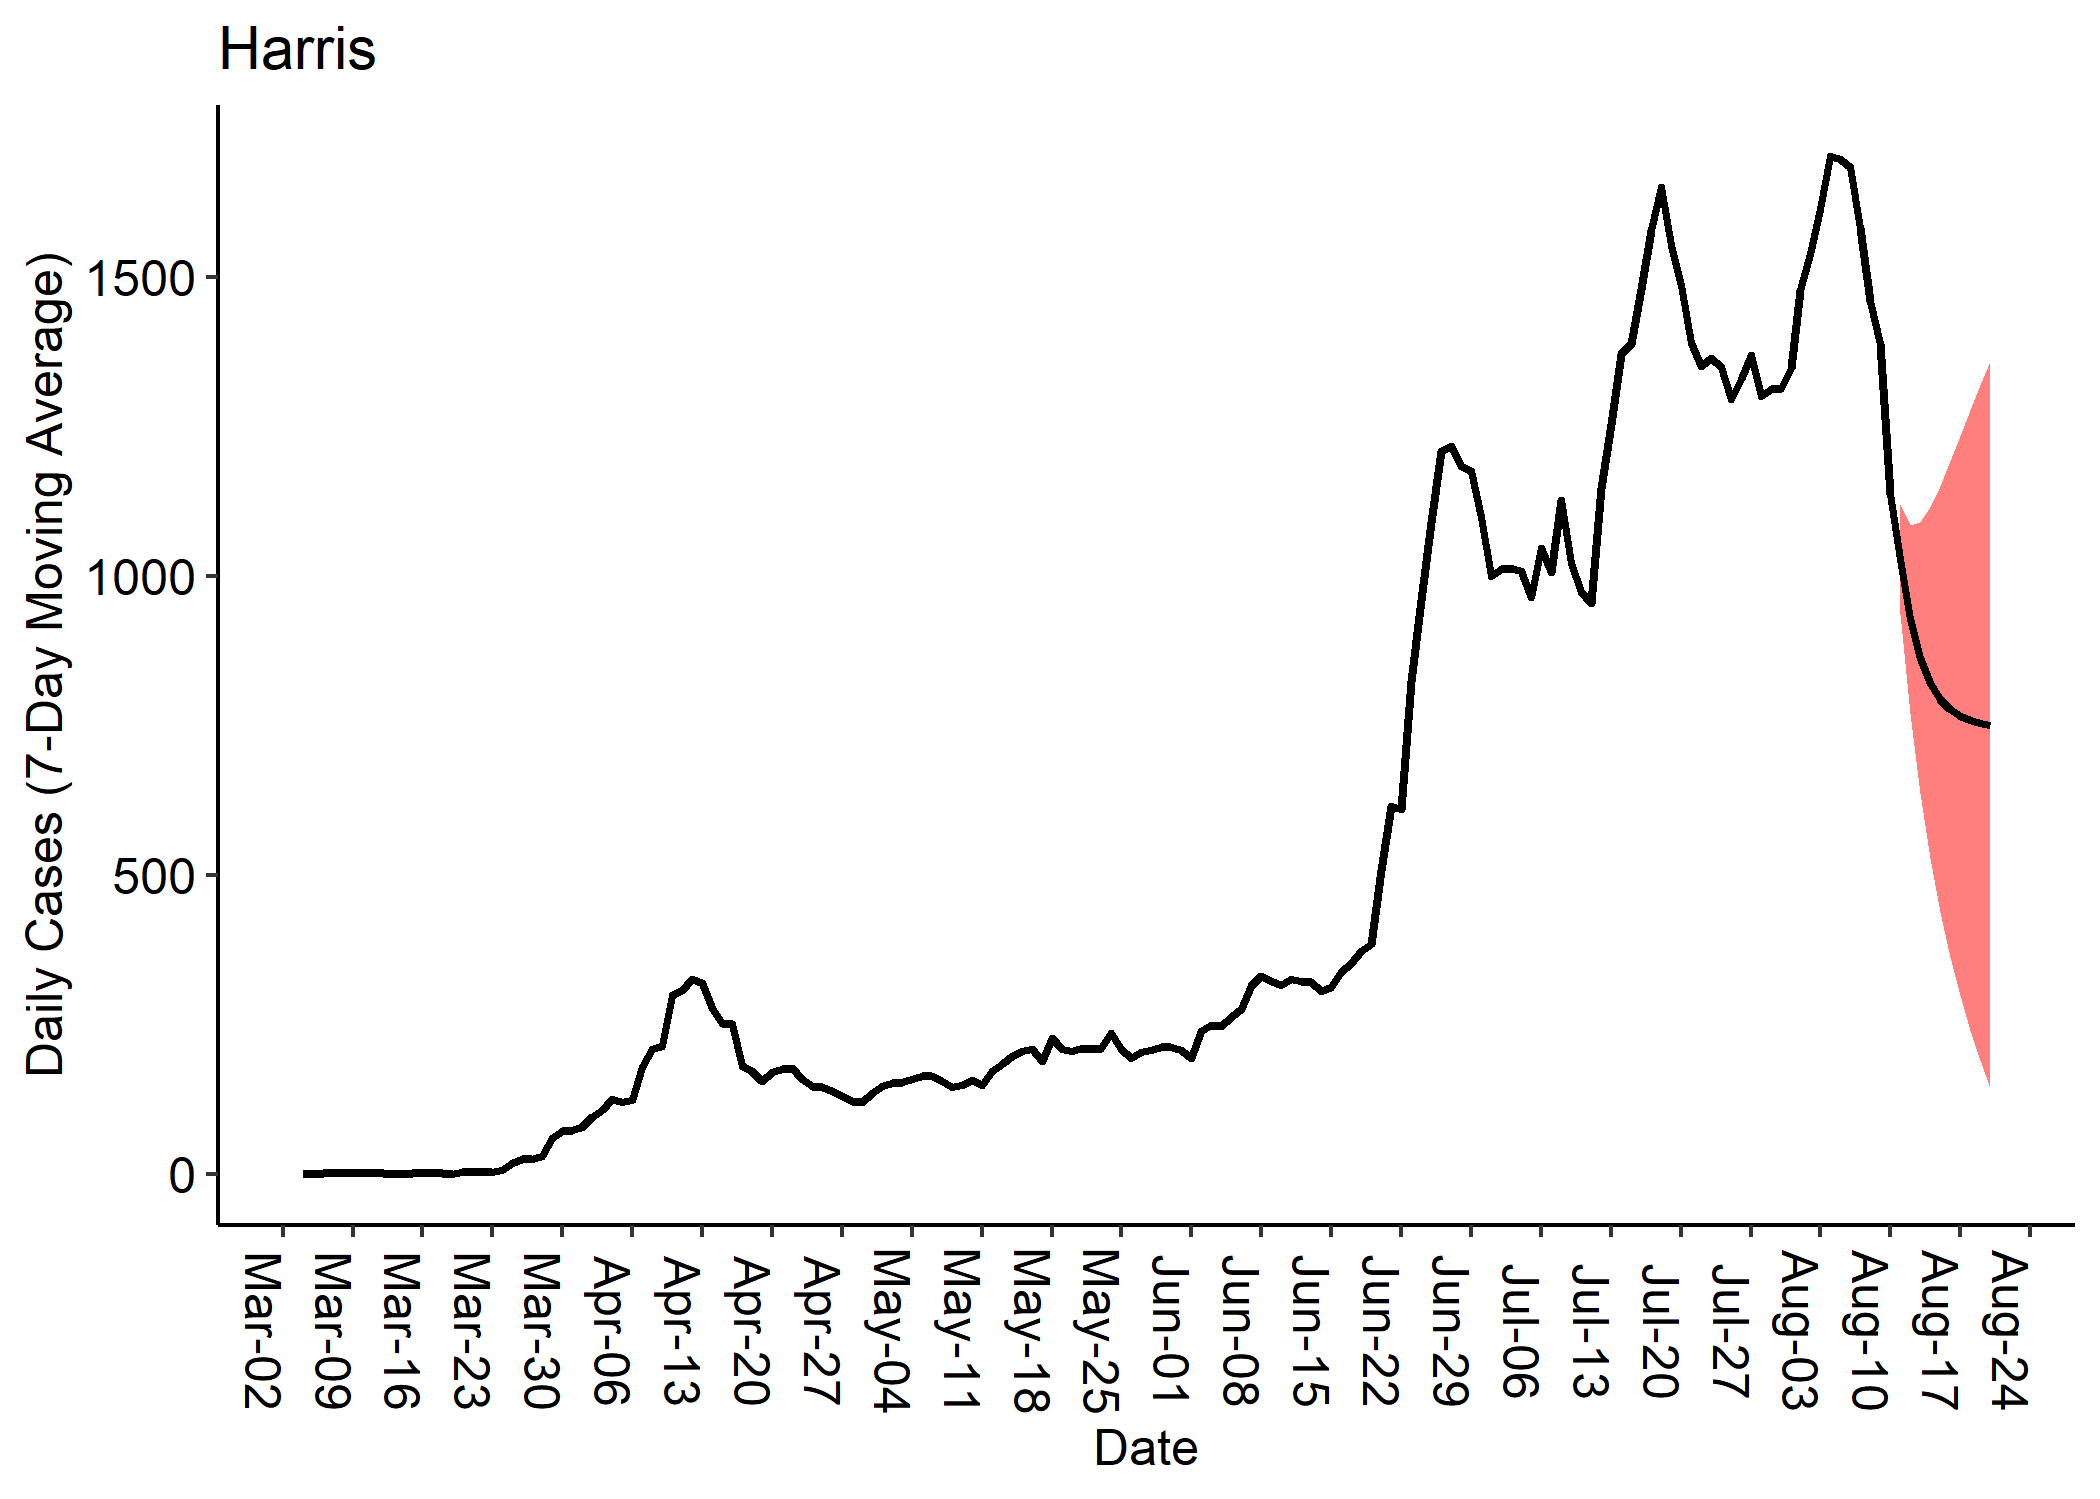 Harris
Daily Cases (7-Day Moving Average)
1500
1000
500
0
Mar-02
Mar-09
Mar-16
Mar-23
Mar-30
Apr-06
Apr-13
Apr-20
Apr-27
May-04
May-11
May-18
May-25
Jun-01
Jun-08
Jun-15
Jun-22
Jun-29
Jul-06
Jul-13
Jul-20
Jul-27
Aug-03
Aug-10
Aug-17
Aug-24
Date